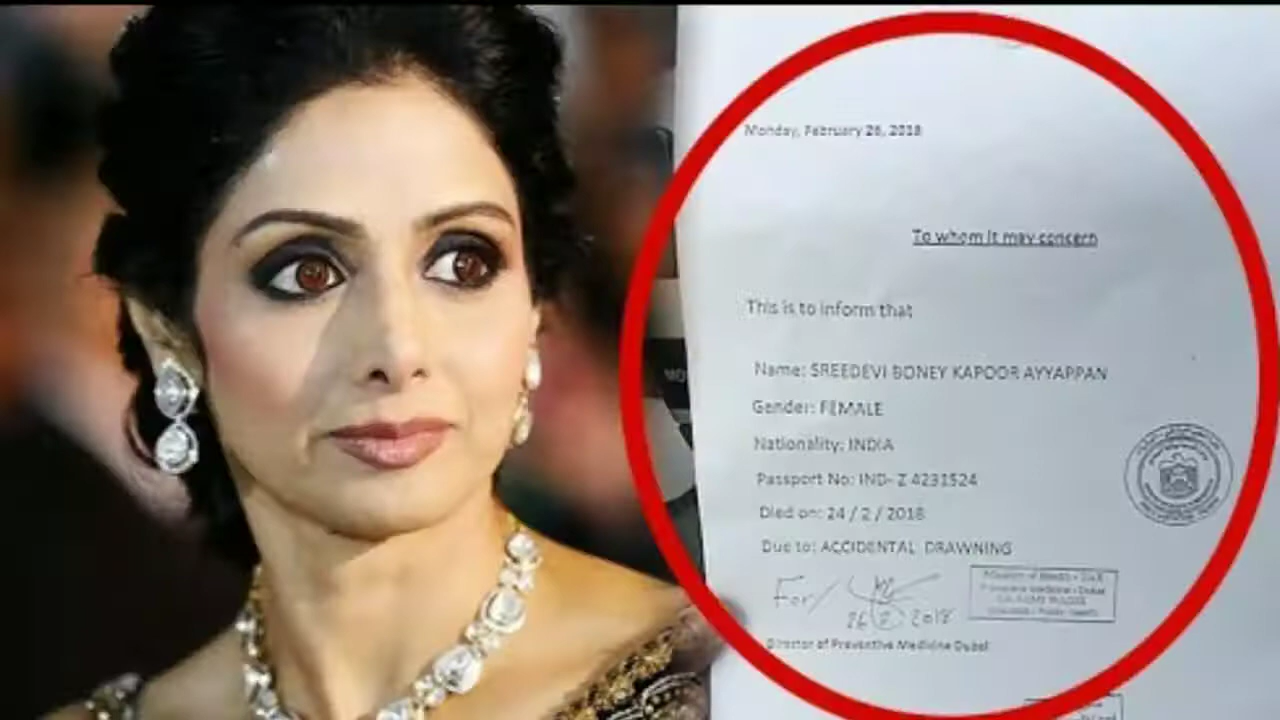 Monday, February 26, 2018
To whom it may concern
This is to inform that
Name: SREEDEVI BONEY KAPOOR AYYAPPAN
Gender: FEMALE
Nationality: INDIA
Passport No: IND- Z 4231524
Died on: 24 / 2 / 2018
Due to: ACCIDENTAL DRAWNING
For/
26 2 2018
Director of Preventive Medicine Dubai